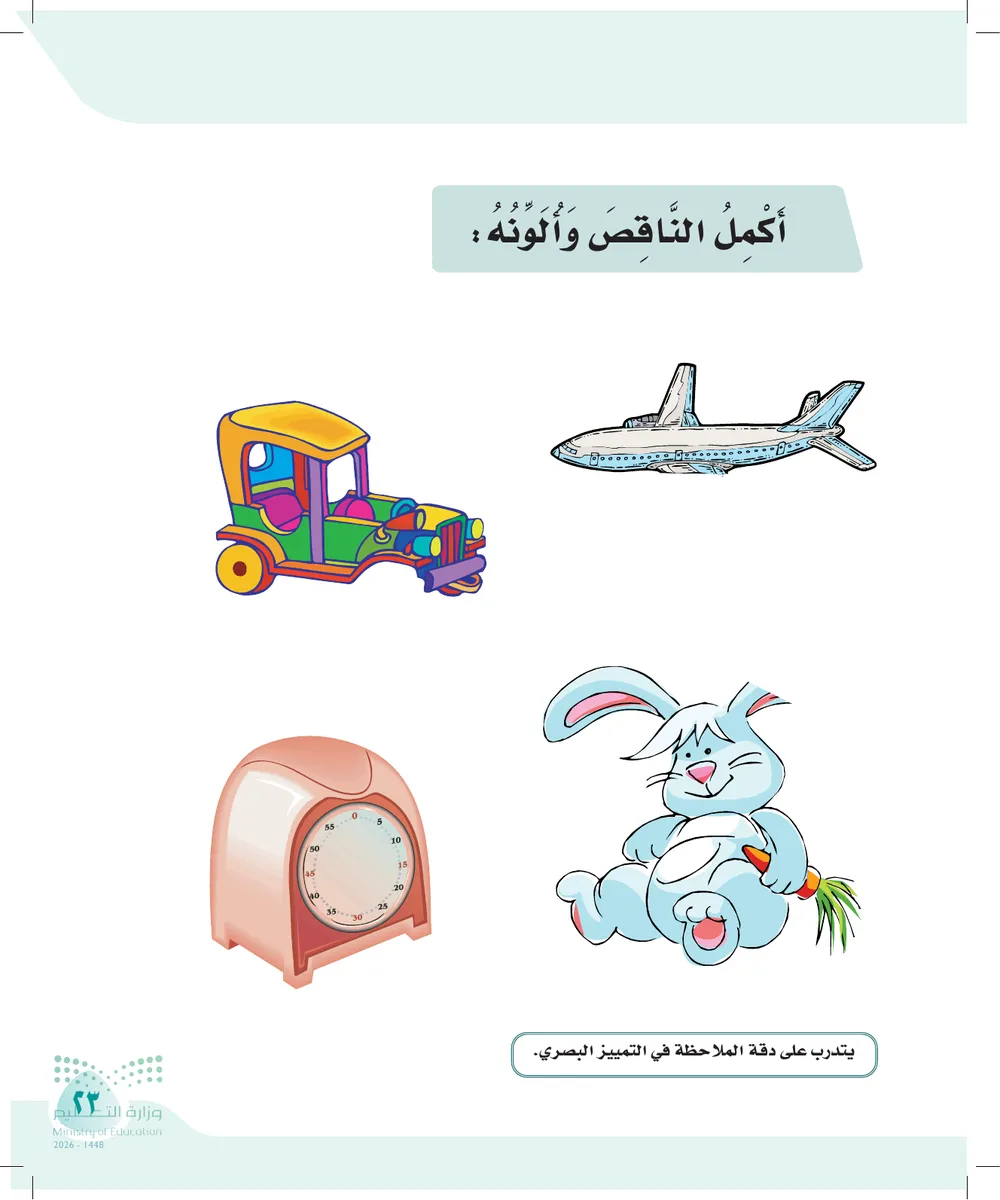 أَكْمِلُ النَّاقِصَ وَأُلَوِّنُهُ :
0
5
10
15
20
25
30
35
40
45
50
55
يتدرب على دقة الملاحظة في التمييز البصري.
٢٣
وزارة التعليم
Ministry of Education
2026 - 1448